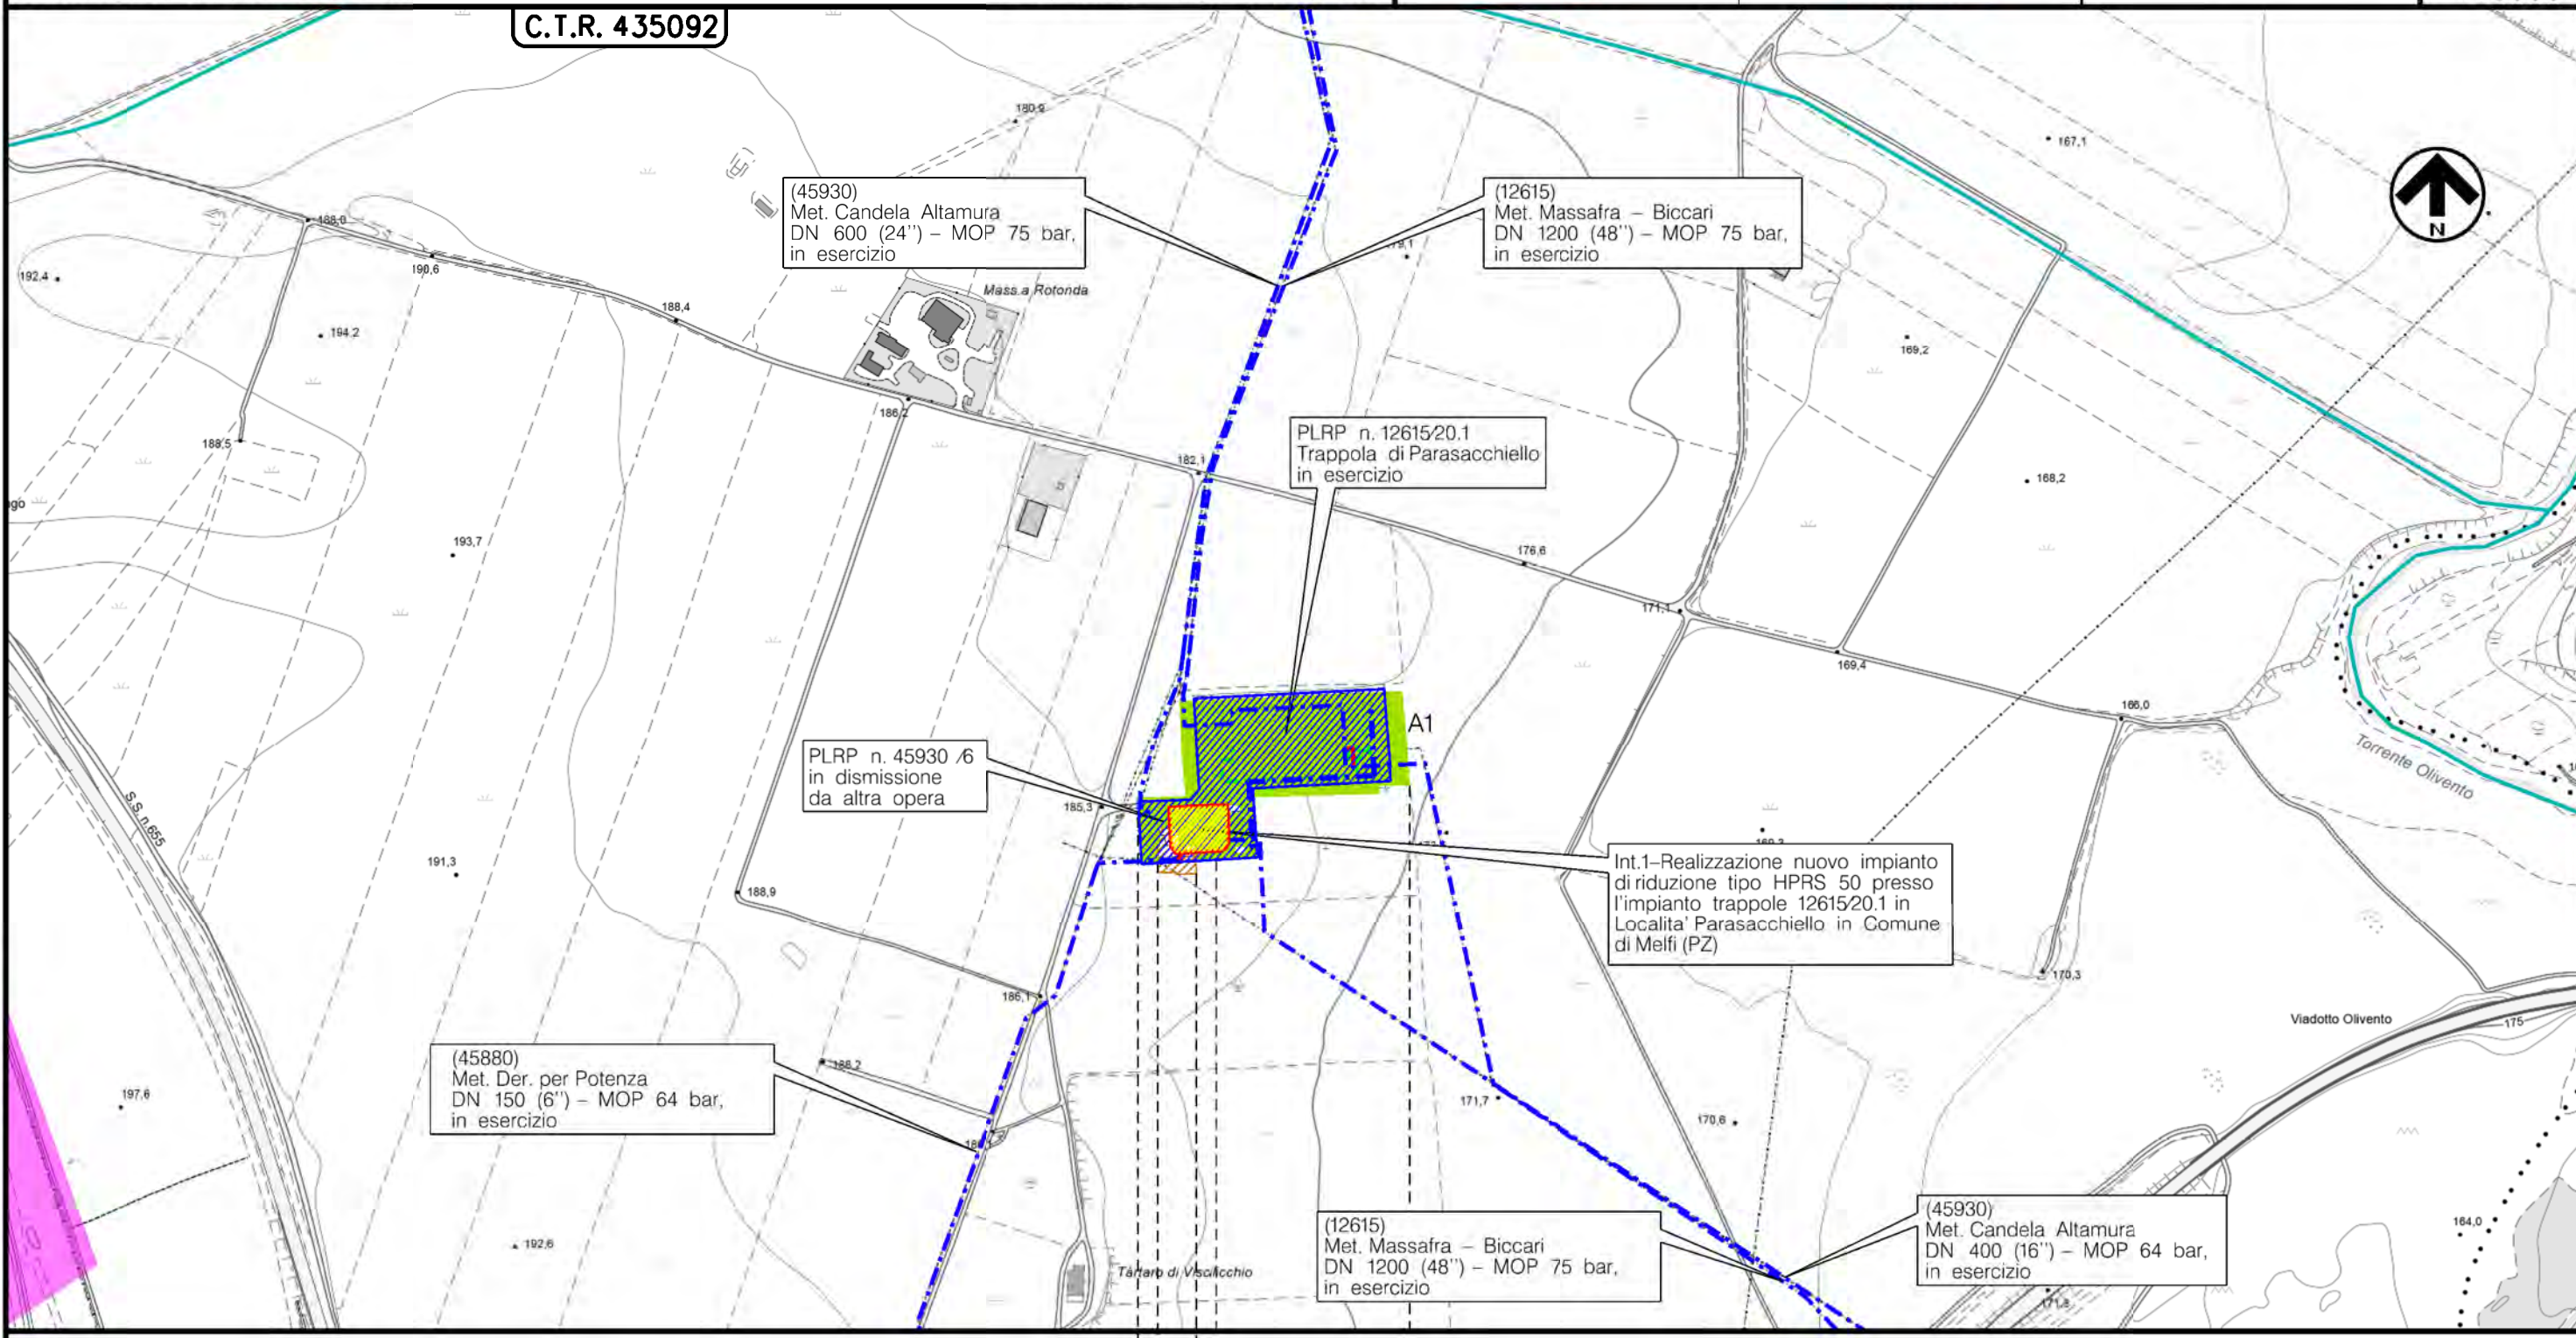 C.T.R. 435092
180,9
167,1
(45930)
Met. Candela Altamura
DN 600 (24'') – MOP 75 bar,
in esercizio
(12615)
Met. Massafra – Biccari
DN 1200 (48'') – MOP 75 bar,
in esercizio
N
188,0
190,6
192,4
194,2
188,4
Mass.a Rotonda
169,2
186,2
188,5
182,1
PLRP n. 12615/20.1
Trappola di Parasacchiello
in esercizio
168,2
193,7
176,6
171,1
169,4
166,0
A1
Torrente Olivento
PLRP n. 45930 /6
in dismissione
da altra opera
185,3
S.S. n.655
191,3
188,9
Int.1–Realizzazione nuovo impianto
di riduzione tipo HPRS 50 presso
l'impianto trappole 12615/20.1 in
Localita' Parasacchiello in Comune
di Melfi (PZ)
170,3
186,1
Viadotto Olivento
175
(45880)
Met. Der. per Potenza
DN 150 (6'') – MOP 64 bar,
in esercizio
188,2
197,6
171,7
170,6
192,6
Tartaro di Viscilicchio
(12615)
Met. Massafra – Biccari
DN 1200 (48'') – MOP 75 bar,
in esercizio
(45930)
Met. Candela Altamura
DN 400 (16'') – MOP 64 bar,
in esercizio
164,0